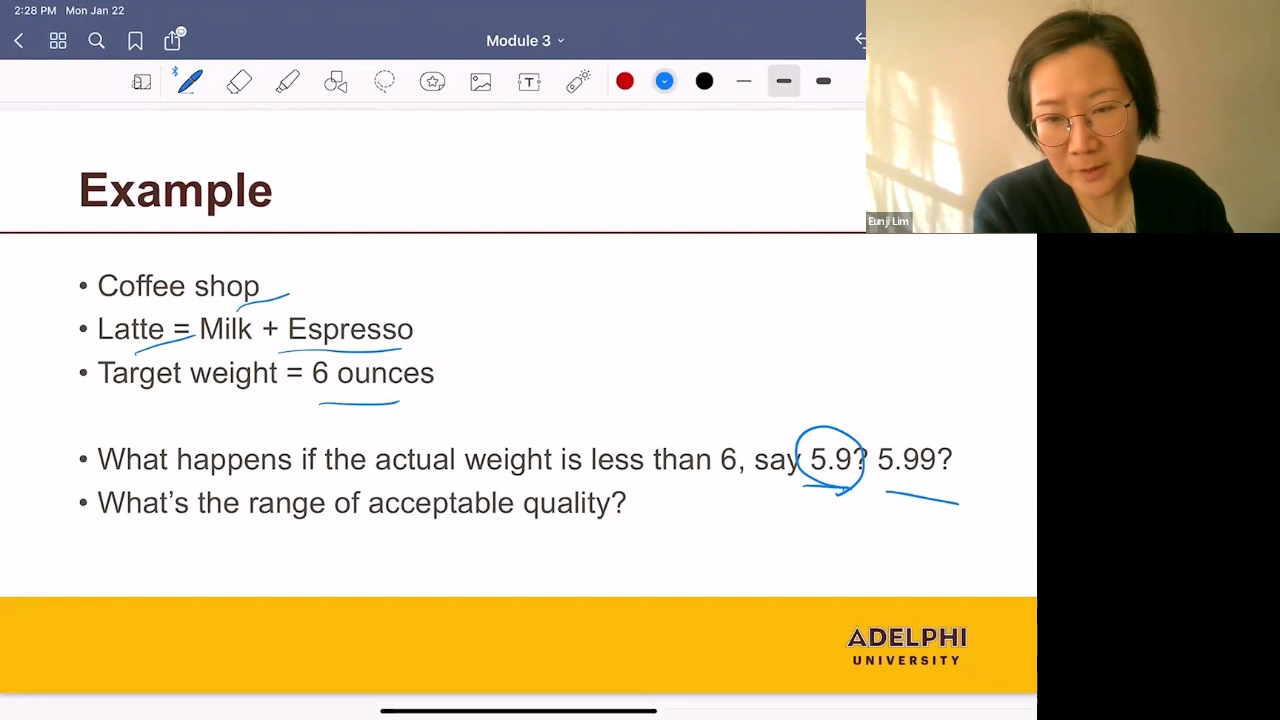 2:28 PM Mon Jan 22
Module 3
T
Eunji Lim
Example
• Coffee shop
• Latte = Milk + Espresso
• Target weight = 6 ounces
• What happens if the actual weight is less than 6, say 5.9? 5.99?
• What’s the range of acceptable quality?
ADELPHI
UNIVERSITY